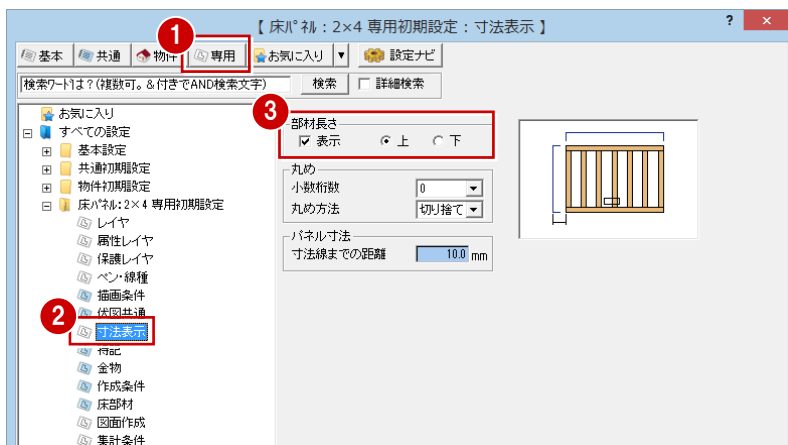 【 床ﾊﾟﾈﾙ：2×4 専用初期設定：寸法表示 】
? ×
1
基本 共通 物件 専用 お気に入り ▼ 設定ナビ
検索ﾜｰﾄﾞは？(複数可。＆付きでAND検索文字) 検索 詳細検索
お気に入り
すべての設定
基本設定
共通初期設定
物件初期設定
床ﾊﾟﾈﾙ：2×4 専用初期設定
レイヤ
属性レイヤ
保護レイヤ
ペン・線種
描画条件
伏図共通
2
寸法表示
特記
金物
作成条件
床部材
図面作成
集計条件
3
部材長さ
表示 上 下
丸め
小数桁数 0
丸め方法 切り捨て
パネル寸法
寸法線までの距離 10.0 mm